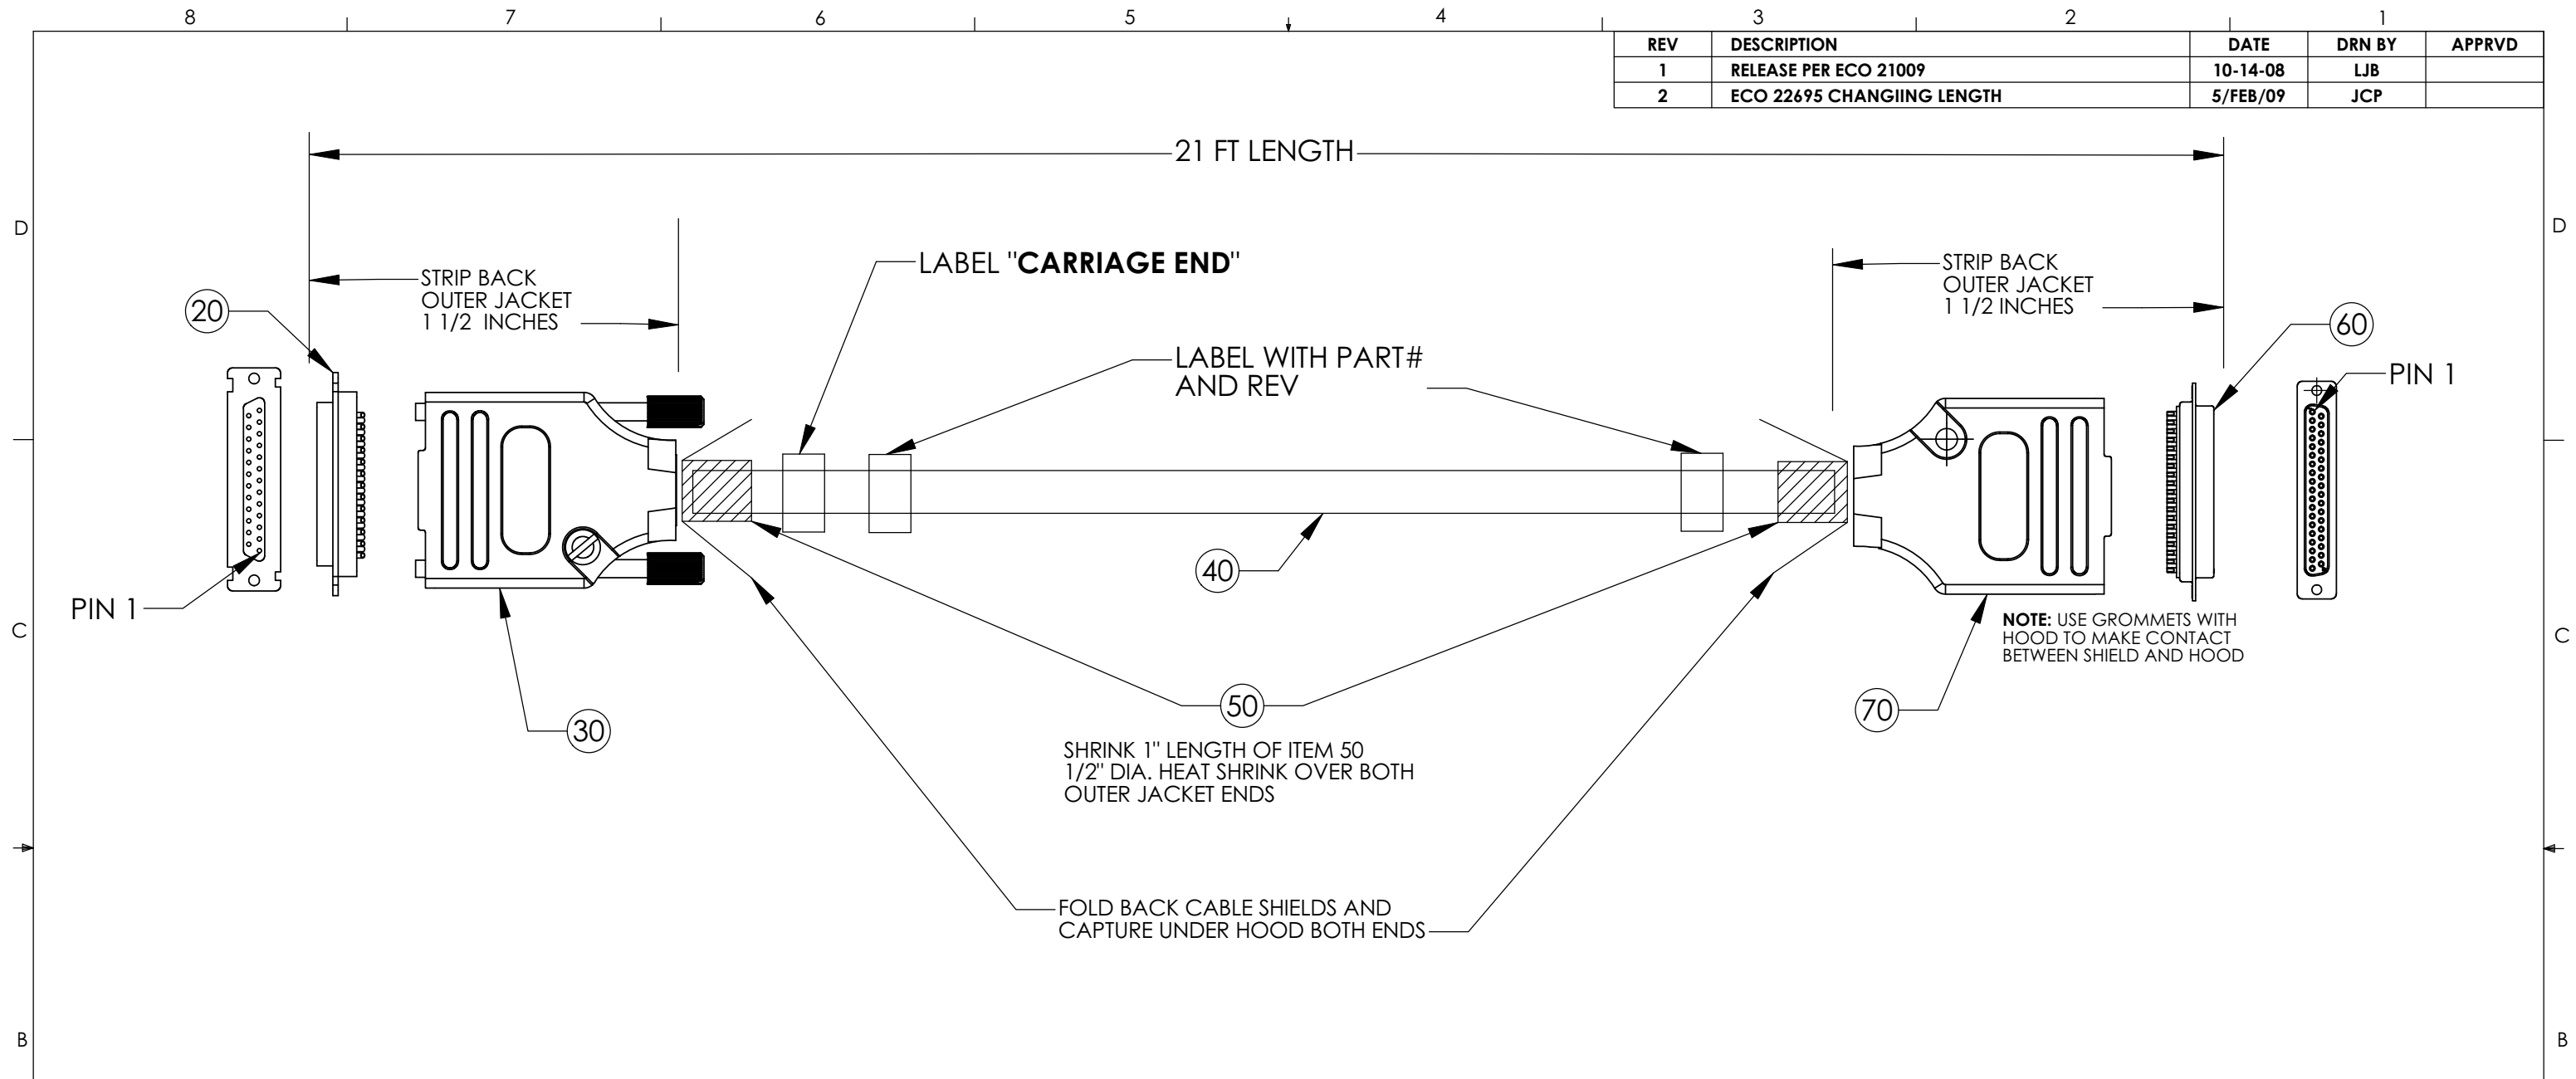 8 7 6 5 4 3 2 1
REV DESCRIPTION DATE DRN BY APPRVD
1 RELEASE PER ECO 21009 10-14-08 LJB
2 ECO 22695 CHANGIING LENGTH 5/FEB/09 JCP
21 FT LENGTH
D D
LABEL "CARRIAGE END"
STRIP BACK
OUTER JACKET
1 1/2 INCHES
STRIP BACK
OUTER JACKET
1 1/2 INCHES
20
60
LABEL WITH PART#
AND REV
PIN 1
40
PIN 1
C C
NOTE: USE GROMMETS WITH
HOOD TO MAKE CONTACT
BETWEEN SHIELD AND HOOD
30
50
70
SHRINK 1" LENGTH OF ITEM 50
1/2" DIA. HEAT SHRINK OVER BOTH
OUTER JACKET ENDS
FOLD BACK CABLE SHIELDS AND
CAPTURE UNDER HOOD BOTH ENDS
B B